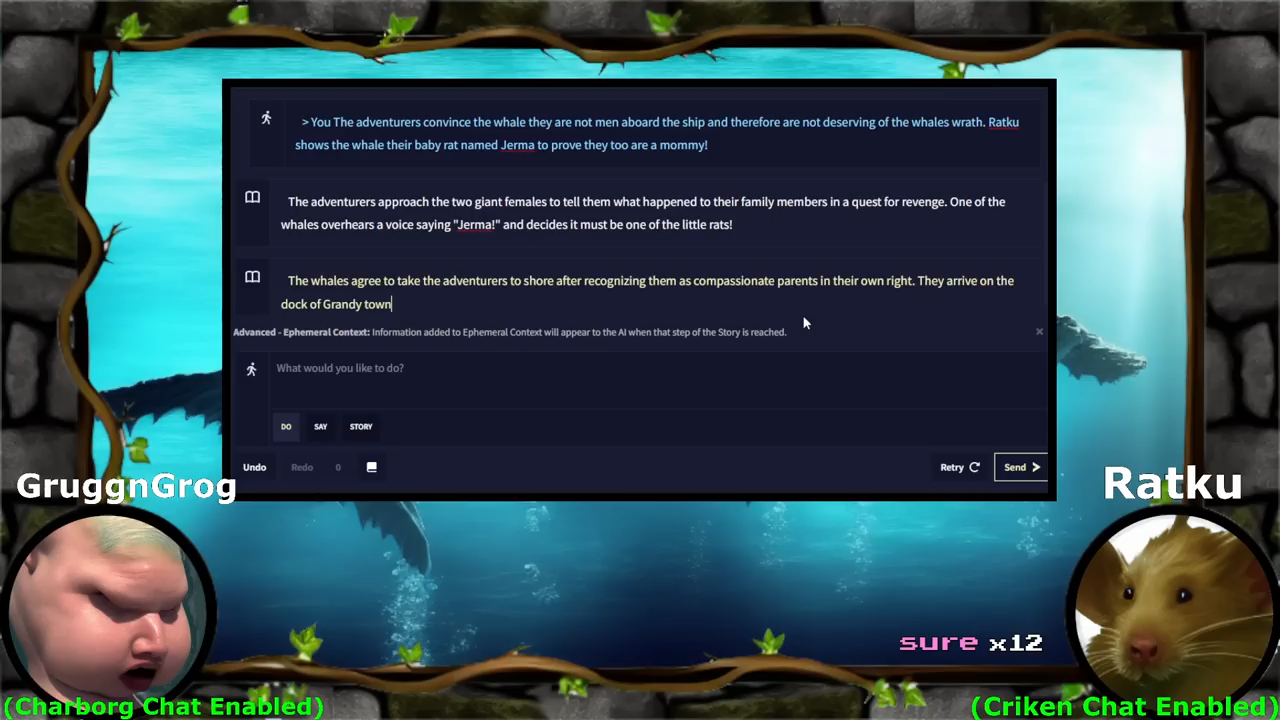 > You The adventurers convince the whale they are not men aboard the ship and therefore are not deserving of the whales wrath. Ratku
shows the whale their baby rat named Jerma to prove they too are a mommy!
The adventurers approach the two giant females to tell them what happened to their family members in a quest for revenge. One of the
whales overhears a voice saying "Jerma!" and decides it must be one of the little rats!
The whales agree to take the adventurers to shore after recognizing them as compassionate parents in their own right. They arrive on the
dock of Grandy town
Advanced - Ephemeral Context: Information added to Ephemeral Context will appear to the AI when that step of the Story is reached.
What would you like to do?
DO SAY STORY
Undo Redo 0 Retry Send
GruggnGrog
Ratku
sure x12
(Charborg Chat Enabled)
(Criken Chat Enabled)